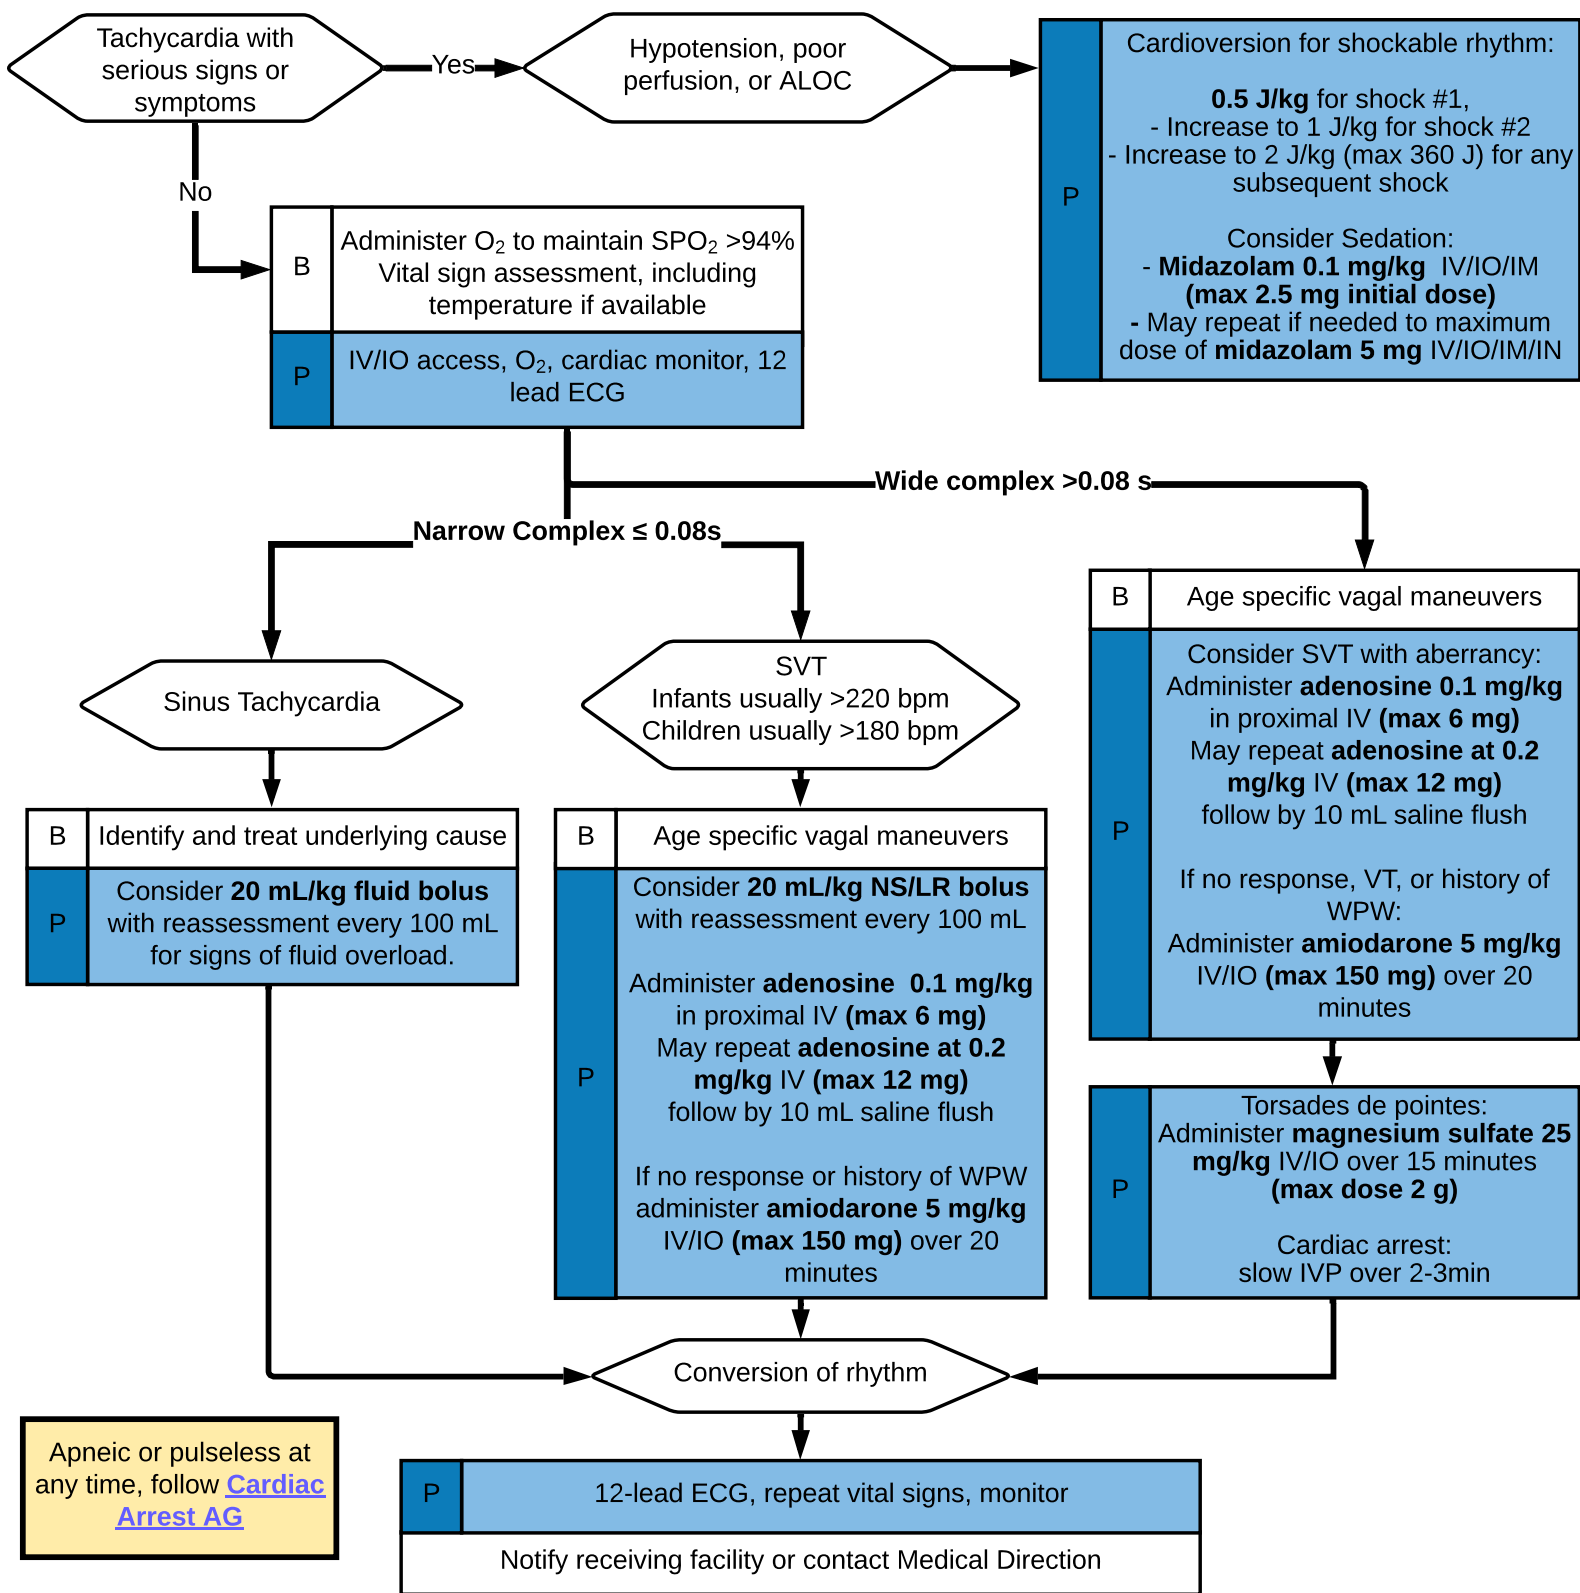 Tachycardia with
serious signs or
symptoms
Yes
Hypotension, poor
perfusion, or ALOC
P
Cardioversion for shockable rhythm:
0.5 J/kg for shock #1,
- Increase to 1 J/kg for shock #2
- Increase to 2 J/kg (max 360 J) for any
subsequent shock
Consider Sedation:
- Midazolam 0.1 mg/kg IV/IO/IM
(max 2.5 mg initial dose)
- May repeat if needed to maximum
dose of midazolam 5 mg IV/IO/IM/IN
No
B
Administer O₂ to maintain SPO₂ >94%
Vital sign assessment, including
temperature if available
P
IV/IO access, O₂, cardiac monitor, 12
lead ECG
Wide complex >0.08 s
Narrow Complex ≤ 0.08s
Sinus Tachycardia
B
Identify and treat underlying cause
P
Consider 20 mL/kg fluid bolus
with reassessment every 100 mL
for signs of fluid overload.
SVT
Infants usually >220 bpm
Children usually >180 bpm
B
Age specific vagal maneuvers
P
Consider 20 mL/kg NS/LR bolus
with reassessment every 100 mL
Administer adenosine 0.1 mg/kg
in proximal IV (max 6 mg)
May repeat adenosine at 0.2
mg/kg IV (max 12 mg)
follow by 10 mL saline flush
If no response or history of WPW
administer amiodarone 5 mg/kg
IV/IO (max 150 mg) over 20
minutes
B
Age specific vagal maneuvers
P
Consider SVT with aberrancy:
Administer adenosine 0.1 mg/kg
in proximal IV (max 6 mg)
May repeat adenosine at 0.2
mg/kg IV (max 12 mg)
follow by 10 mL saline flush
If no response, VT, or history of
WPW:
Administer amiodarone 5 mg/kg
IV/IO (max 150 mg) over 20
minutes
P
Torsades de pointes:
Administer magnesium sulfate 25
mg/kg IV/IO over 15 minutes
(max dose 2 g)
Cardiac arrest:
slow IVP over 2-3min
Conversion of rhythm
Apneic or pulseless at
any time, follow Cardiac
Arrest AG
P
12-lead ECG, repeat vital signs, monitor
Notify receiving facility or contact Medical Direction